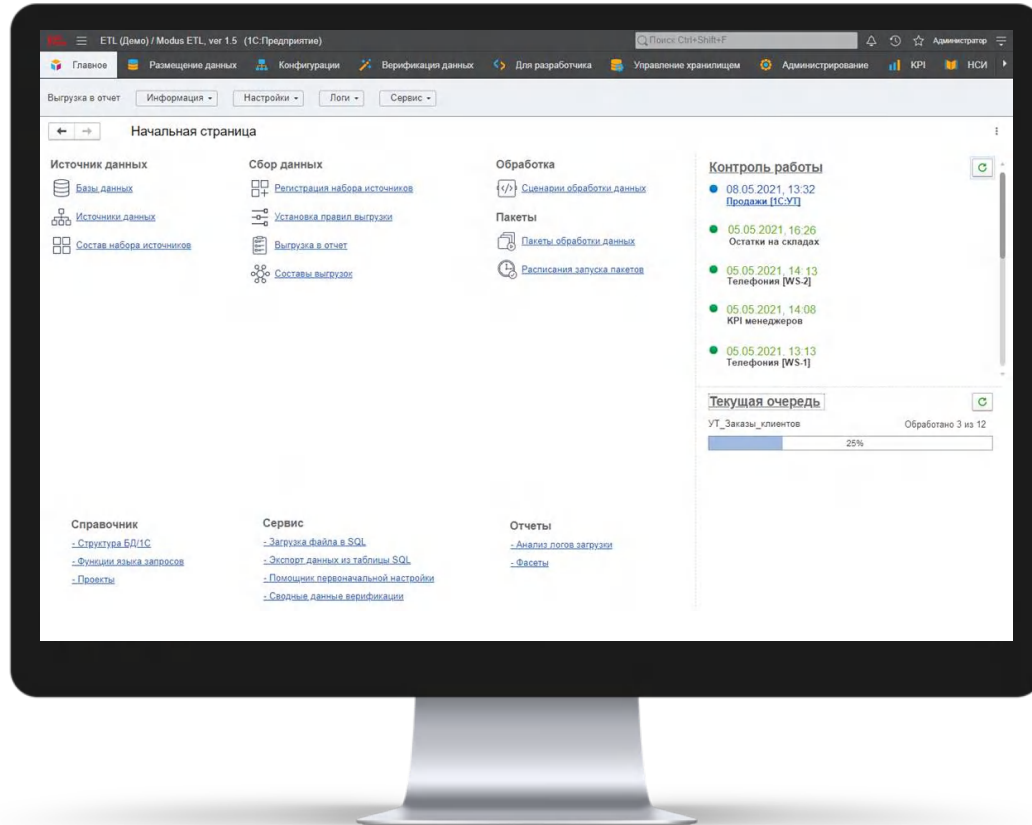 ETL (Демо) / Modus ETL, ver 1.5 (1С:Предприятие)
Поиск Ctrl+Shift+F
Администратор
Главное
Размещение данных
Конфигурации
Верификация данных
Для разработчика
Управление хранилищем
Администрирование
KPI
НСИ
Выгрузка в отчет
Информация
Настройки
Логи
Сервис
Начальная страница
Источник данных
Базы данных
Источники данных
Состав набора источников
Сбор данных
Регистрация набора источников
Установка правил выгрузки
Выгрузка в отчет
Составы выгрузок
Обработка
Сценарии обработки данных
Пакеты
Пакеты обработки данных
Расписания запуска пакетов
Контроль работы
08.05.2021, 13:32
Продажи [1С:УТ]
05.05.2021, 16:26
Остатки на складах
05.05.2021, 14:13
Телефония [WS-2]
05.05.2021, 14:08
KPI менеджеров
05.05.2021, 13:13
Телефония [WS-1]
Текущая очередь
УТ_Заказы_клиентов
Обработано 3 из 12
25%
Справочник
- Структура БД/1С
- Функции языка запросов
- Проекты
Сервис
- Загрузка файла в SQL
- Экспорт данных из таблицы SQL
- Помощник первоначальной настройки
- Сводные данные верификации
Отчеты
- Анализ логов загрузки
- Фасеты